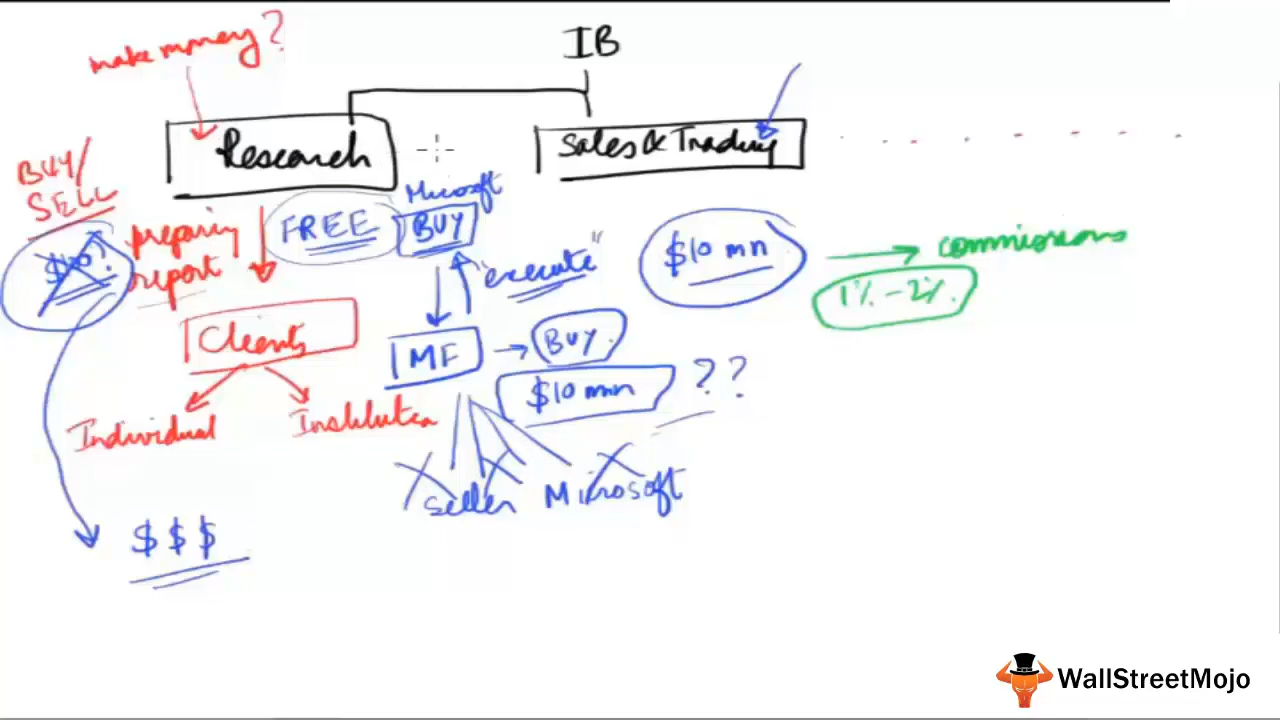 IB
make money?
Research
Sales & Trading
BUY/
SELL
preparing
report
FREE
Microsoft
BUY
"execute"
$10 mn
commissions
1% - 2%.
Clients
MF
BUY.
$10 mn
??
Individual
Institution
seller Microsoft
$ $ $
WallStreetMojo